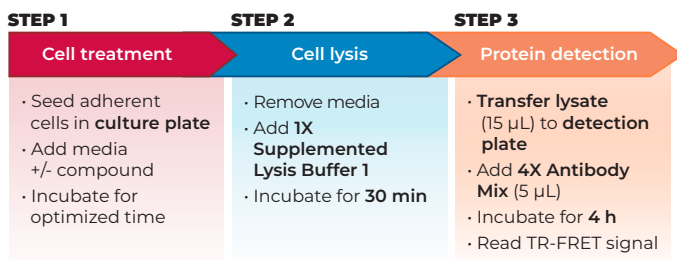 STEP 1
Cell treatment
· Seed adherent
cells in culture plate
· Add media
+/- compound
· Incubate for
optimized time
STEP 2
Cell lysis
· Remove media
· Add 1X
Supplemented
Lysis Buffer 1
· Incubate for 30 min
STEP 3
Protein detection
· Transfer lysate
(15 µL) to detection
plate
· Add 4X Antibody
Mix (5 µL)
· Incubate for 4 h
· Read TR-FRET signal